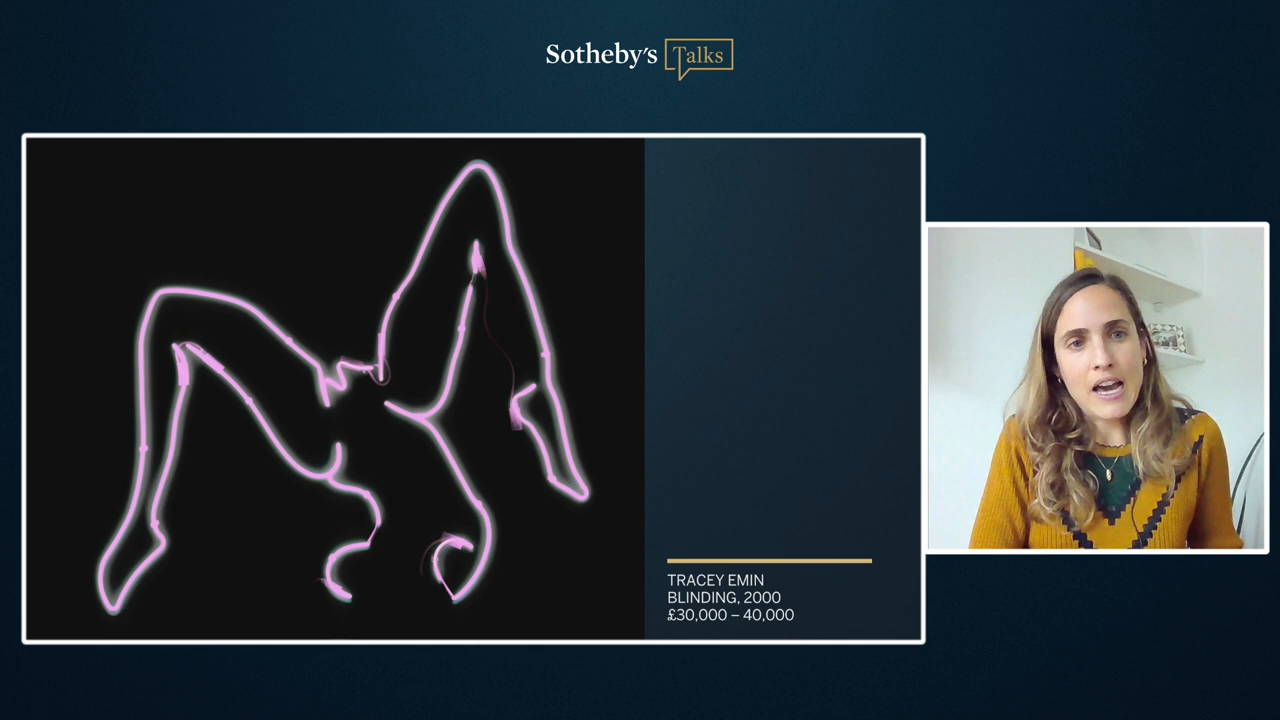 Sotheby's Talks
TRACEY EMIN
BLINDING, 2000
£30,000 – 40,000